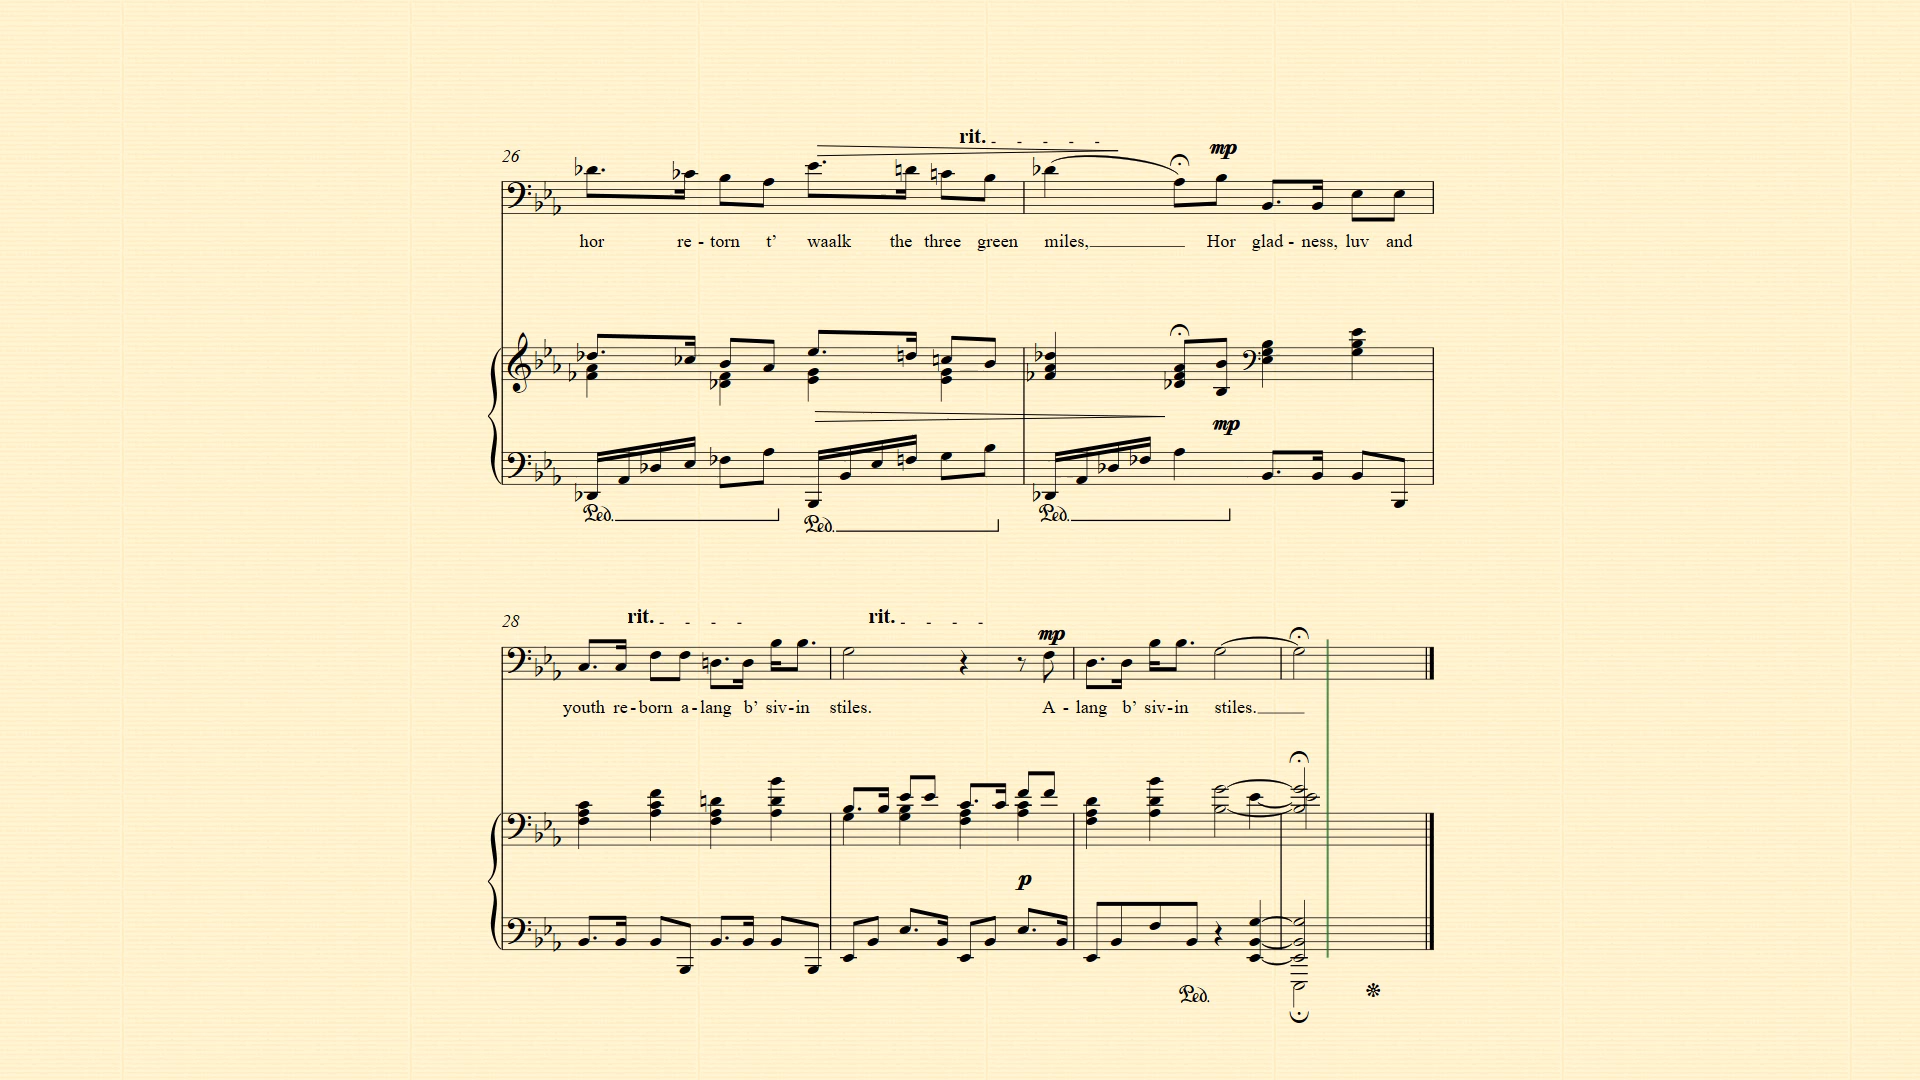 rit.
26
mp
hor re - torn t’ waalk the three green miles, Hor glad - ness, luv and
mp
Ped. Ped. Ped.
rit. rit.
28
mp
youth re - born a - lang b’ siv - in stiles. A - lang b’ siv - in stiles.
p
Ped.